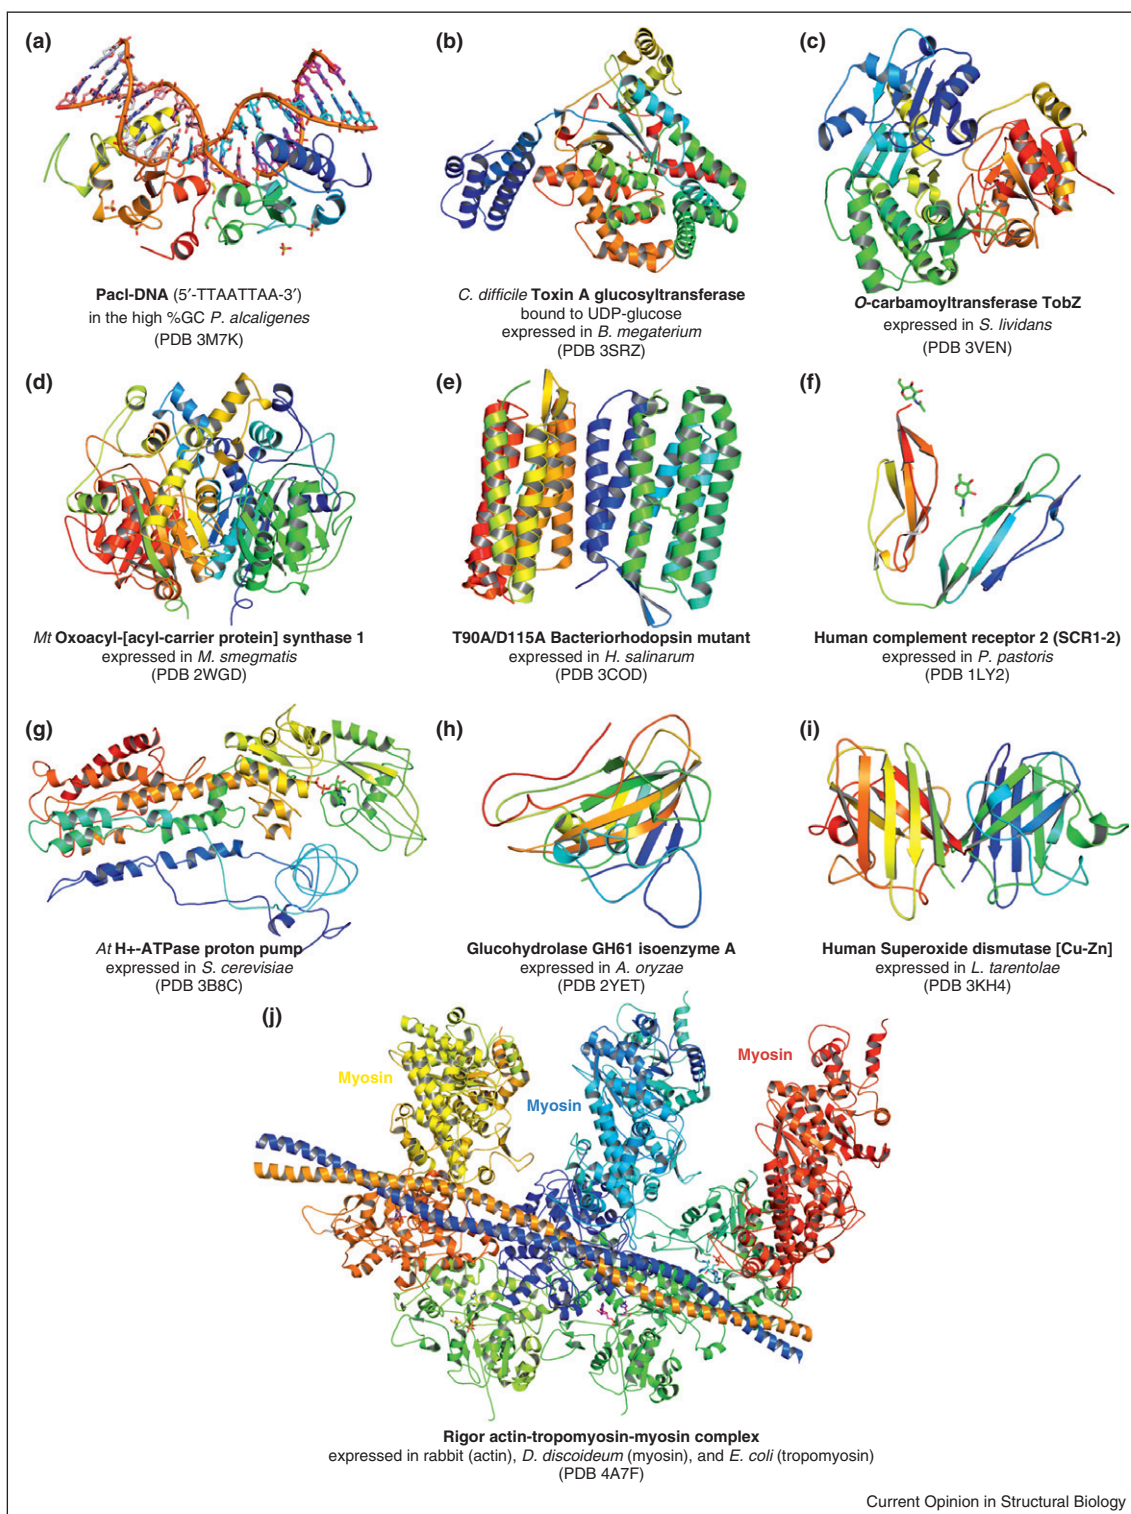 (a)
PacI-DNA (5′-TTAATTAA-3′)
in the high %GC P. alcaligenes
(PDB 3M7K)
(b)
C. difficile Toxin A glucosyltransferase
bound to UDP-glucose
expressed in B. megaterium
(PDB 3SRZ)
(c)
O-carbamoyltransferase TobZ
expressed in S. lividans
(PDB 3VEN)
(d)
Mt Oxoacyl-[acyl-carrier protein] synthase 1
expressed in M. smegmatis
(PDB 2WGD)
(e)
T90A/D115A Bacteriorhodopsin mutant
expressed in H. salinarum
(PDB 3COD)
(f)
Human complement receptor 2 (SCR1-2)
expressed in P. pastoris
(PDB 1LY2)
(g)
At H+-ATPase proton pump
expressed in S. cerevisiae
(PDB 3B8C)
(h)
Glucohydrolase GH61 isoenzyme A
expressed in A. oryzae
(PDB 2YET)
(i)
Human Superoxide dismutase [Cu-Zn]
expressed in L. tarentolae
(PDB 3KH4)
(j)
Myosin
Myosin
Myosin
Rigor actin-tropomyosin-myosin complex
expressed in rabbit (actin), D. discoideum (myosin), and E. coli (tropomyosin)
(PDB 4A7F)
Current Opinion in Structural Biology